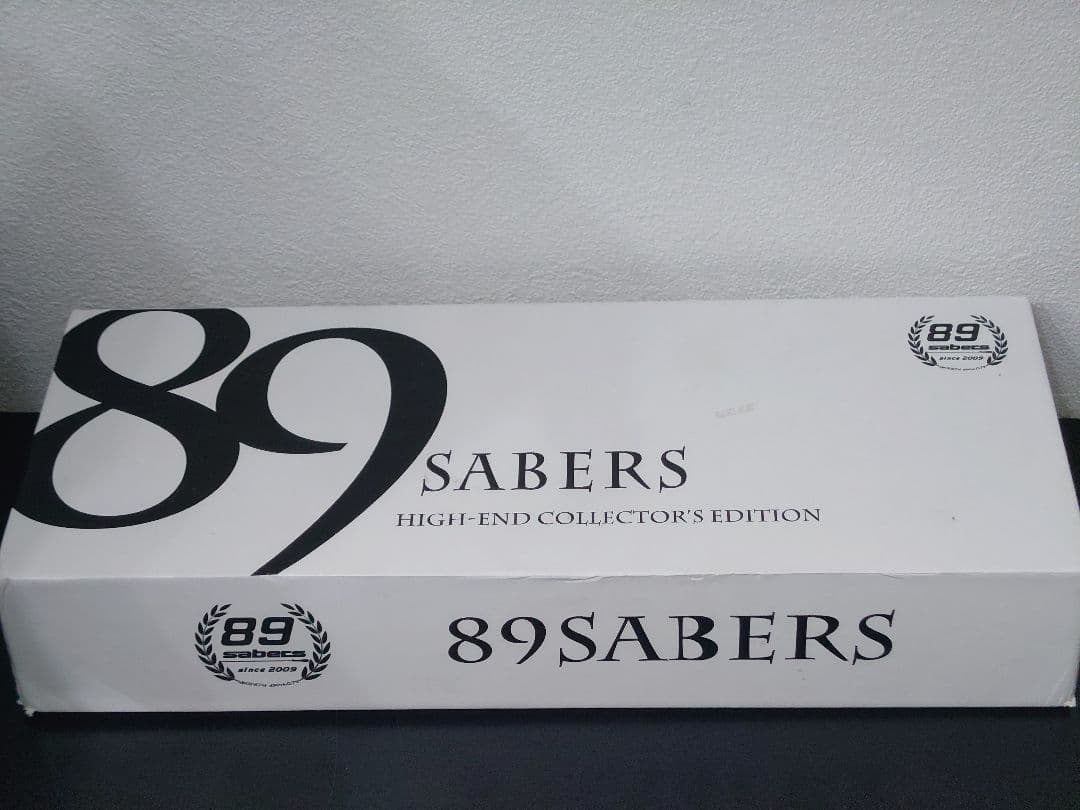 89
SABERS
HIGH-END COLLECTOR'S EDITION
89
sabers
since 2009
89
sabers
since 2009
89SABERS